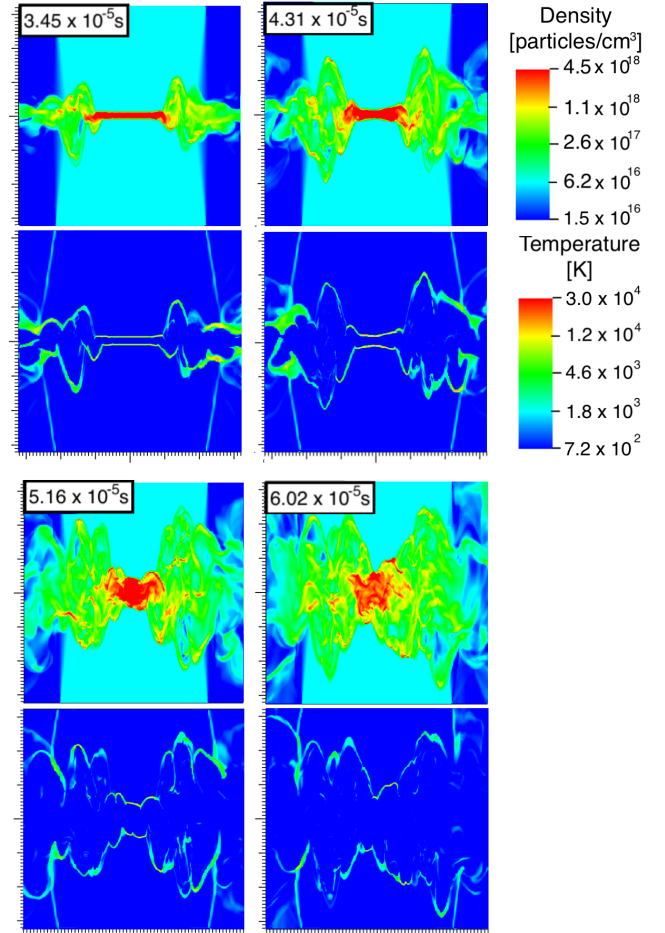 3.45 x 10⁻⁵s
4.31 x 10⁻⁵s
Density
[particles/cm³]
4.5 x 10¹⁸
1.1 x 10¹⁸
2.6 x 10¹⁷
6.2 x 10¹⁶
1.5 x 10¹⁶
Temperature
[K]
3.0 x 10⁴
1.2 x 10⁴
4.6 x 10³
1.8 x 10³
7.2 x 10²
5.16 x 10⁻⁵s
6.02 x 10⁻⁵s